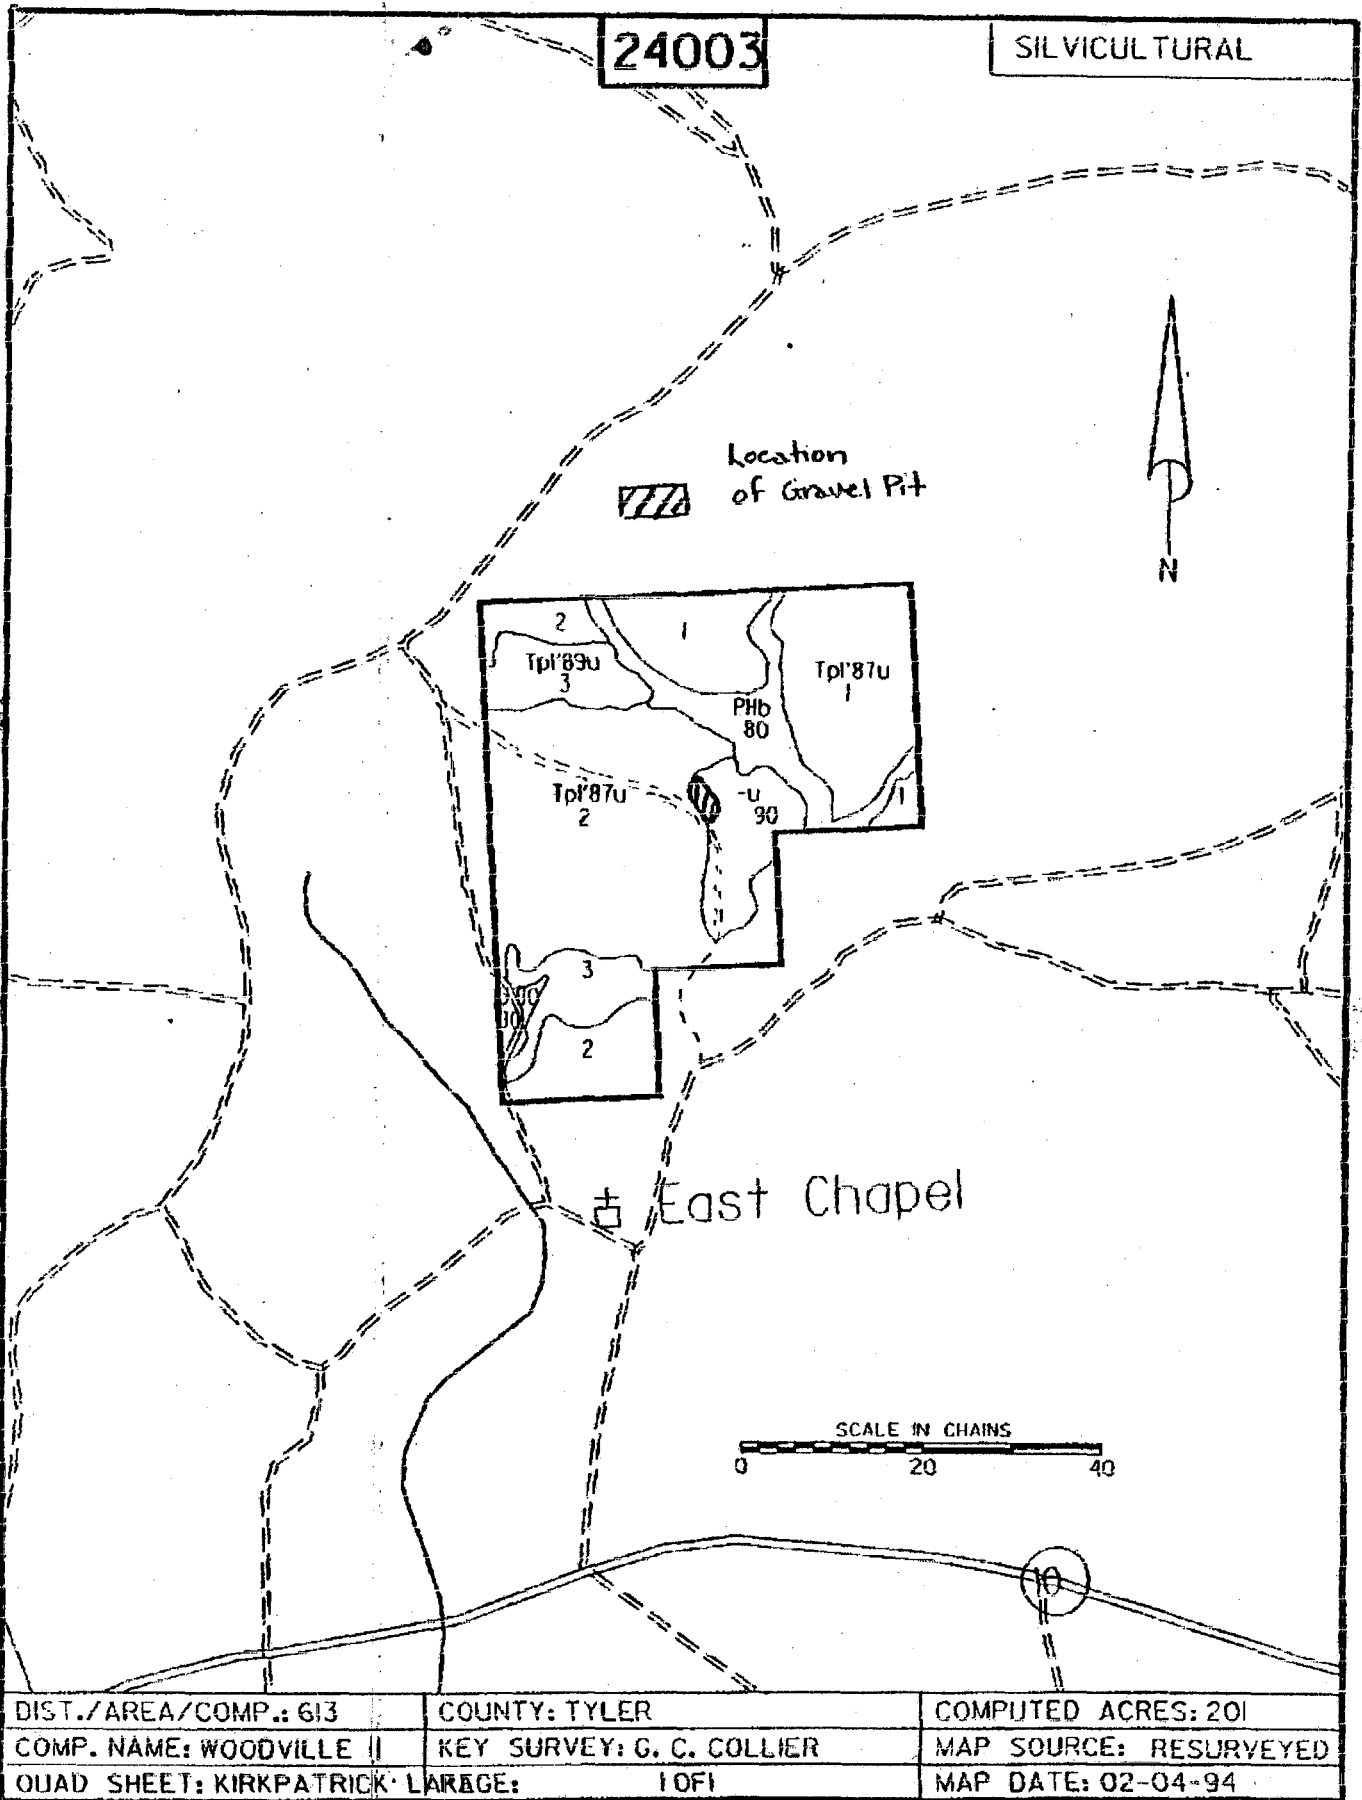 24003
SILVICULTURAL
Location
of Gravel Pit
N
2
1
Tpl'89u
3
Tpl'87u
1
PHb
80
Tpl'87u
2
-u
90
1
3
2
East Chapel
SCALE IN CHAINS
0 20 40
10
DIST./AREA/COMP.: 613
COUNTY: TYLER
COMPUTED ACRES: 201
COMP. NAME: WOODVILLE
KEY SURVEY: G. C. COLLIER
MAP SOURCE: RESURVEYED
QUAD SHEET: KIRKPATRICK
1 OF 1
MAP DATE: 02-04-94